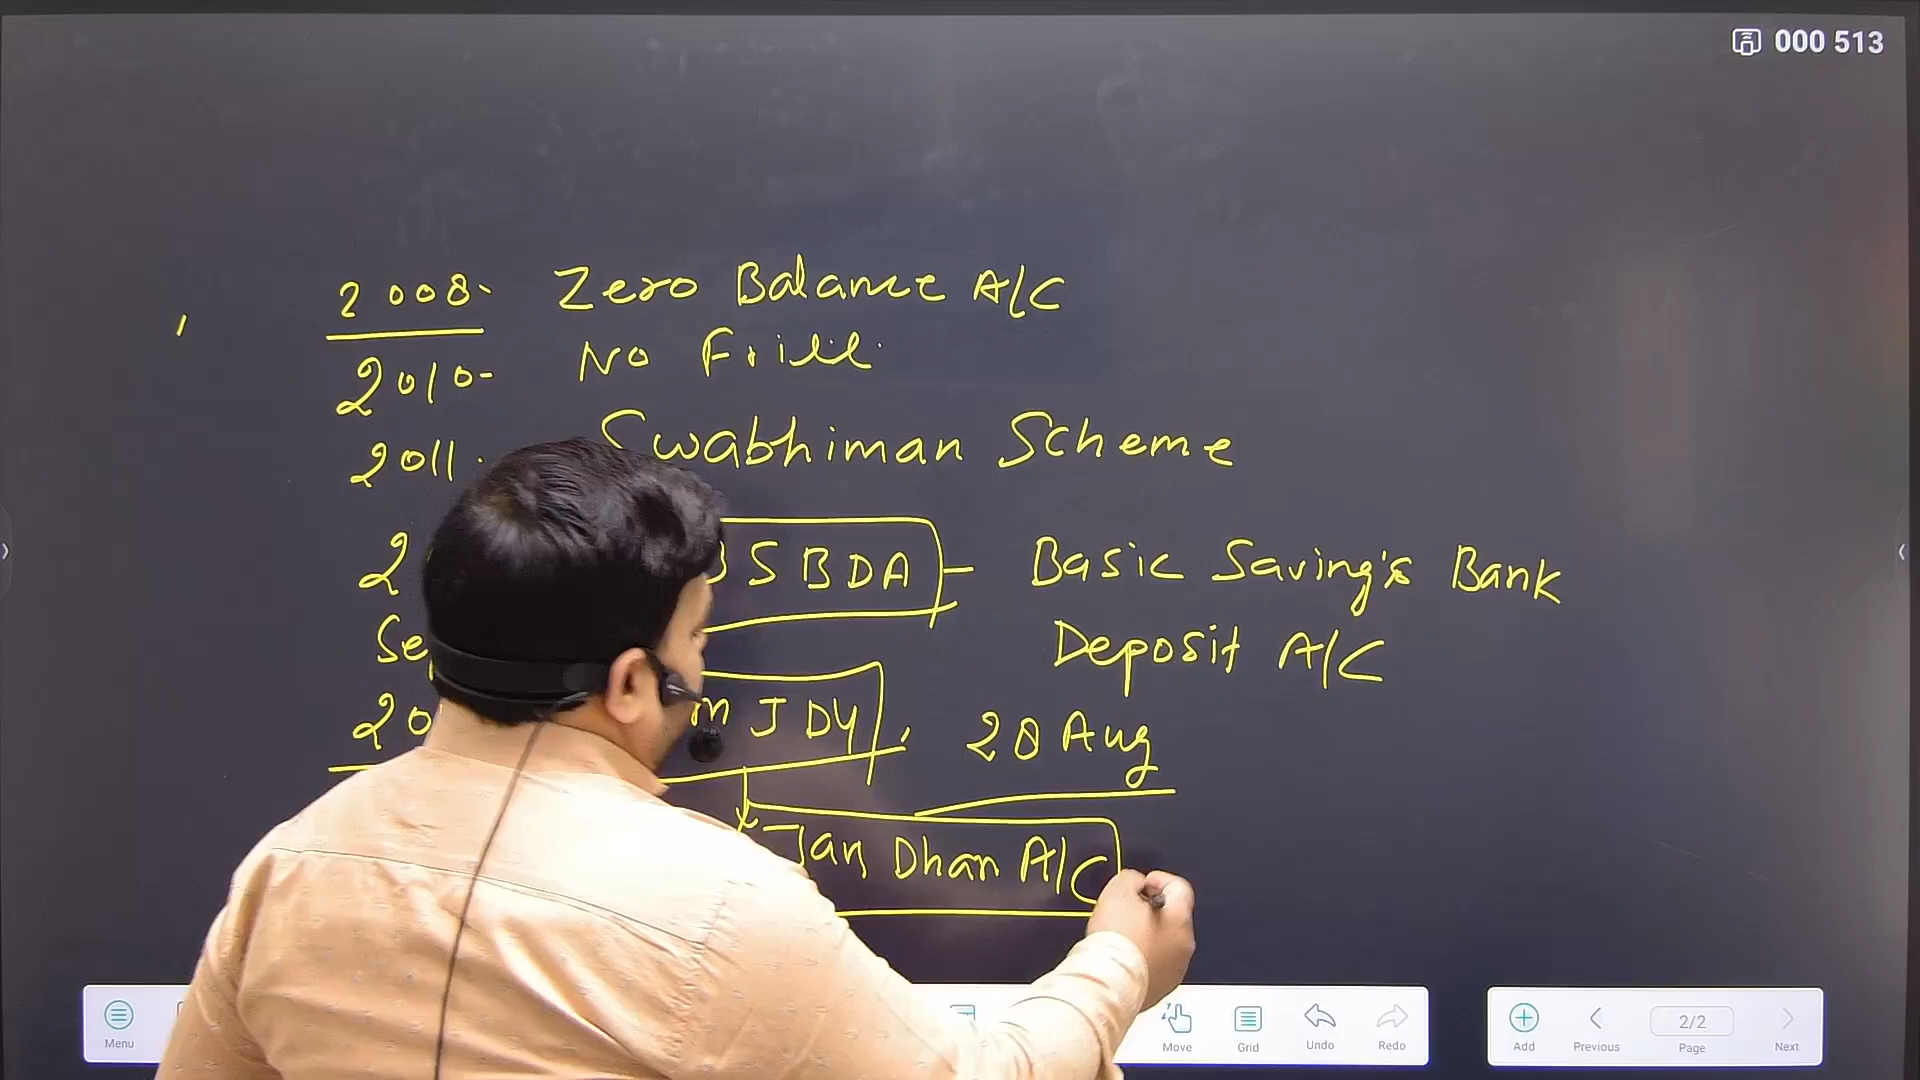 000 513
2008- Zero Balance A/C
2010- No Frill
2011. Swabhiman Scheme
SBDA - Basic Saving's Bank
Deposit A/C
JDY, 28 Aug
Jan Dhan A/C
Menu
Move
Grid
Undo
Redo
Add
Previous
2/2
Page
Next